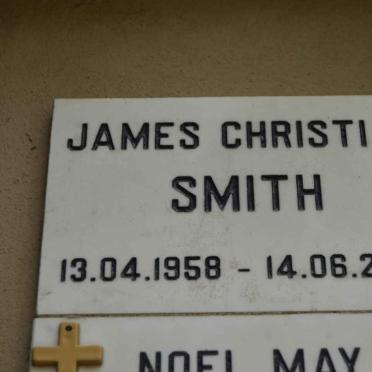 JAMES CHRISTI
SMITH
13.04.1958 - 14.06.2
NOEL MAY